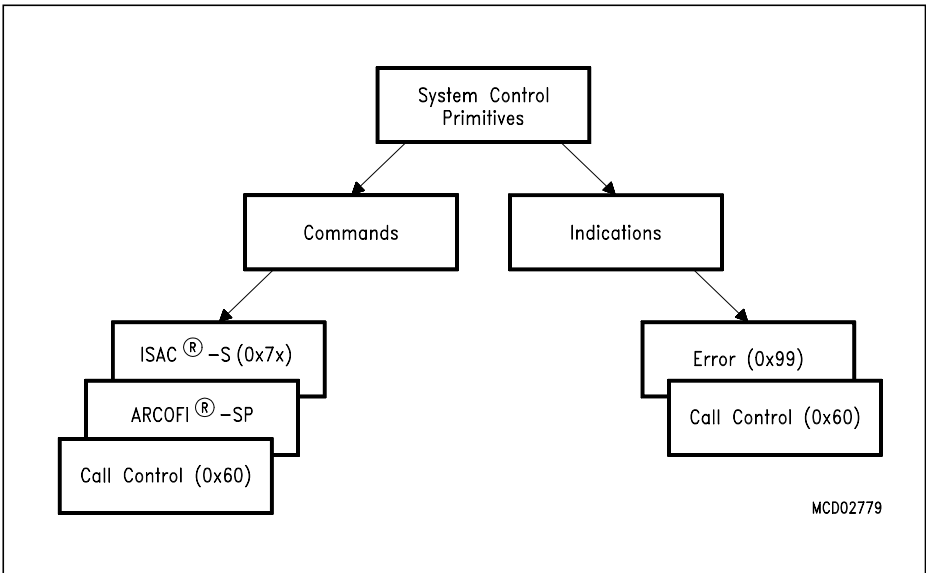 System Control
Primitives
Commands
Indications
ISAC®-S (0x7x)
ARCOFI®-SP
Call Control (0x60)
Error (0x99)
Call Control (0x60)
MCD02779